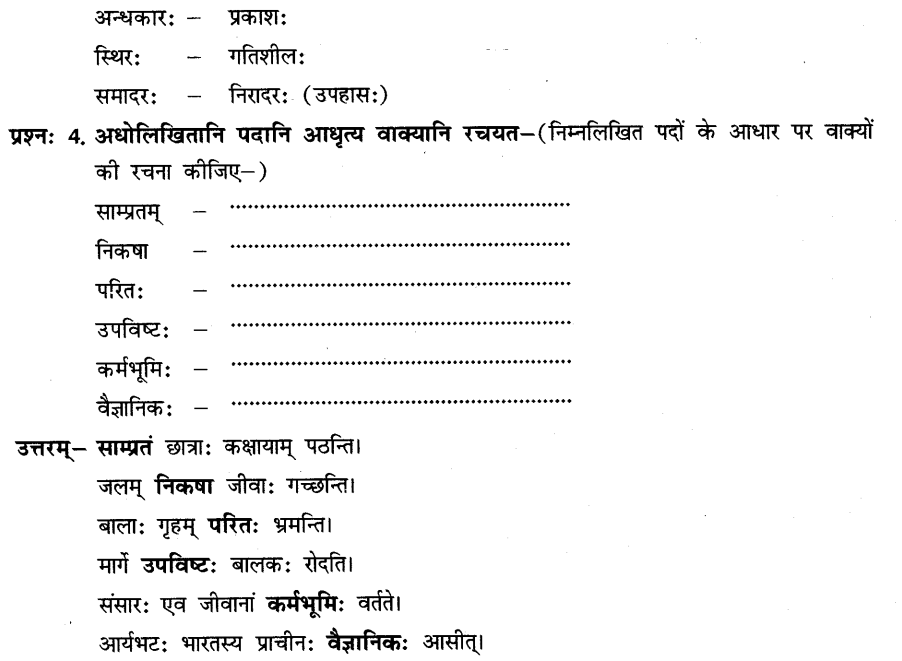 अन्धकार: – प्रकाश:
स्थिर: – गतिशील:
समादर: – निरादर: (उपहास:)
प्रश्न: 4. अधोलिखितानि पदानि आधृत्य वाक्यानि रचयत–(निम्नलिखित पदों के आधार पर वाक्यों
की रचना कीजिए–)
साम्प्रतम् – ........................................................
निकषा – ........................................................
परित: – ........................................................
उपविष्ट: – ........................................................
कर्मभूमि: – ........................................................
वैज्ञानिक: – ........................................................
उत्तरम्– साम्प्रतं छात्रा: कक्षायाम् पठन्ति।
जलम् निकषा जीवा: गच्छन्ति।
बाला: गृहम् परित: भ्रमन्ति।
मार्गे उपविष्ट: बालक: रोदति।
संसार: एव जीवानां कर्मभूमि: वर्तते।
आर्यभट: भारतस्य प्राचीन: वैज्ञानिक: आसीत्।